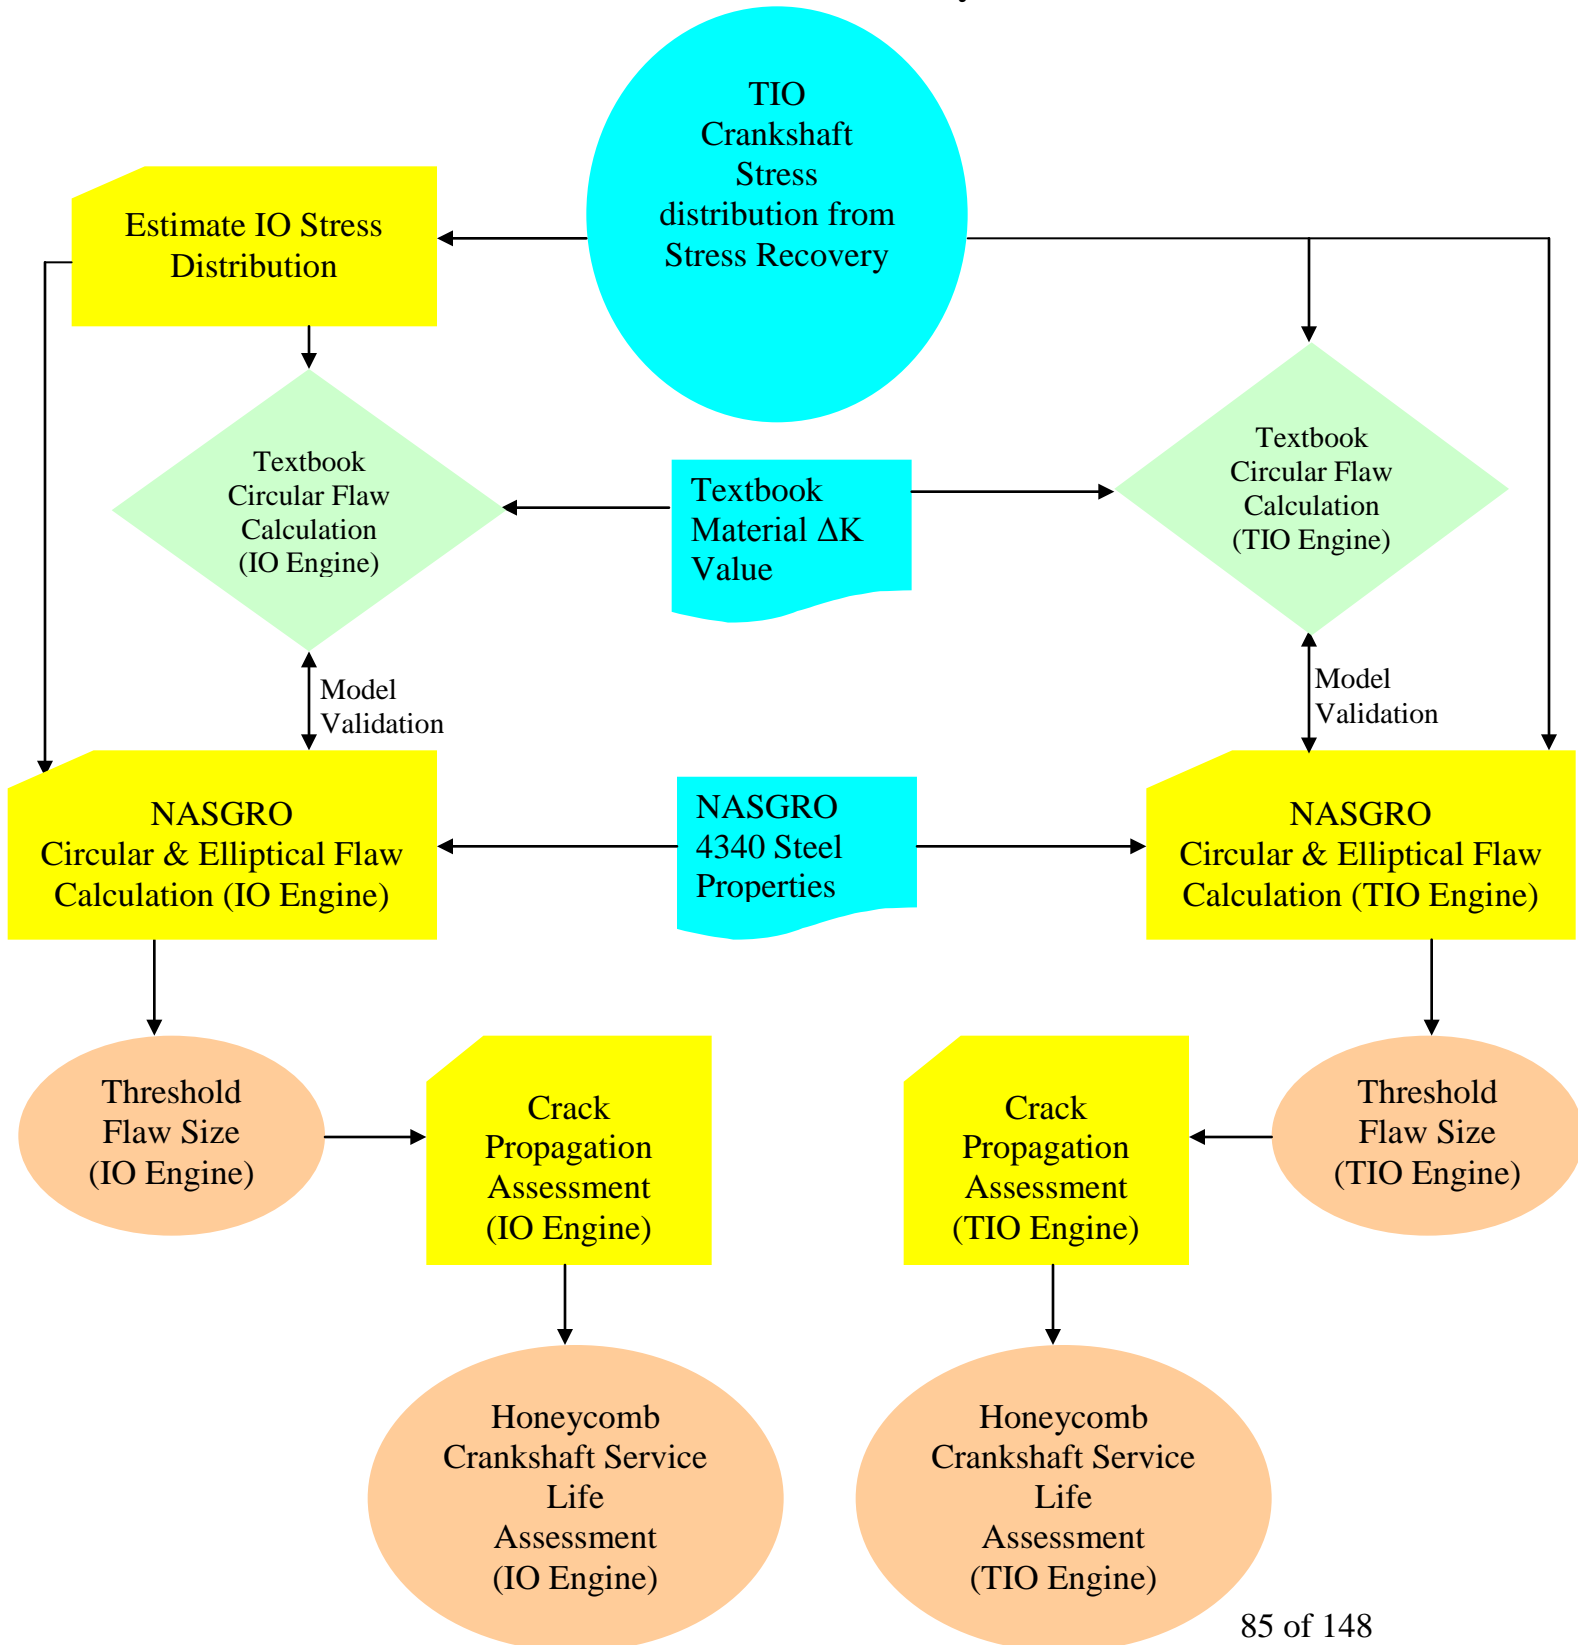 TIO
Crankshaft
Stress
distribution from
Stress Recovery
Estimate IO Stress
Distribution
Textbook
Circular Flaw
Calculation
(IO Engine)
Textbook
Material ΔK
Value
Textbook
Circular Flaw
Calculation
(TIO Engine)
Model
Validation
Model
Validation
NASGRO
Circular & Elliptical Flaw
Calculation (IO Engine)
NASGRO
4340 Steel
Properties
NASGRO
Circular & Elliptical Flaw
Calculation (TIO Engine)
Threshold
Flaw Size
(IO Engine)
Crack
Propagation
Assessment
(IO Engine)
Crack
Propagation
Assessment
(TIO Engine)
Threshold
Flaw Size
(TIO Engine)
Honeycomb
Crankshaft Service
Life
Assessment
(IO Engine)
Honeycomb
Crankshaft Service
Life
Assessment
(TIO Engine)
85 of 148